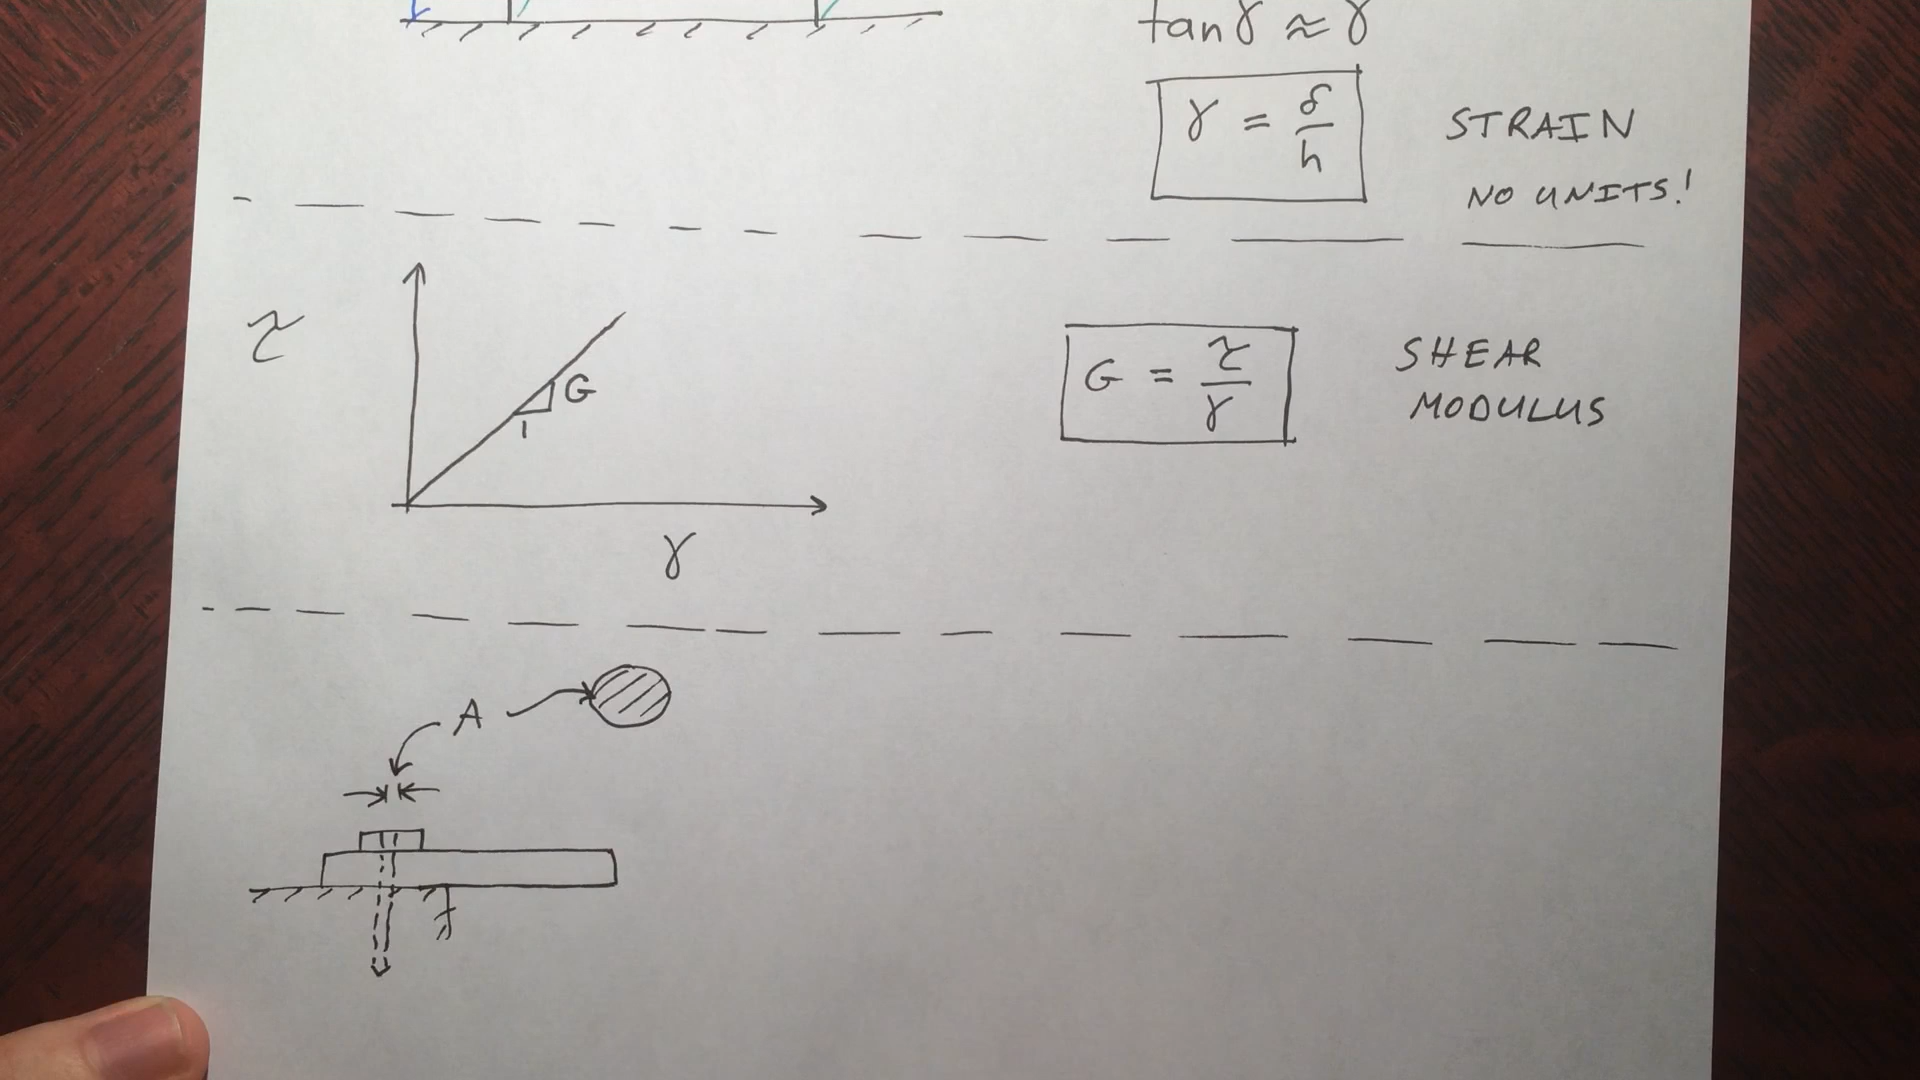 tan γ ≈ γ
γ = δ/h
STRAIN
NO UNITS!
τ
G
1
γ
G = τ/γ
SHEAR
MODULUS
A